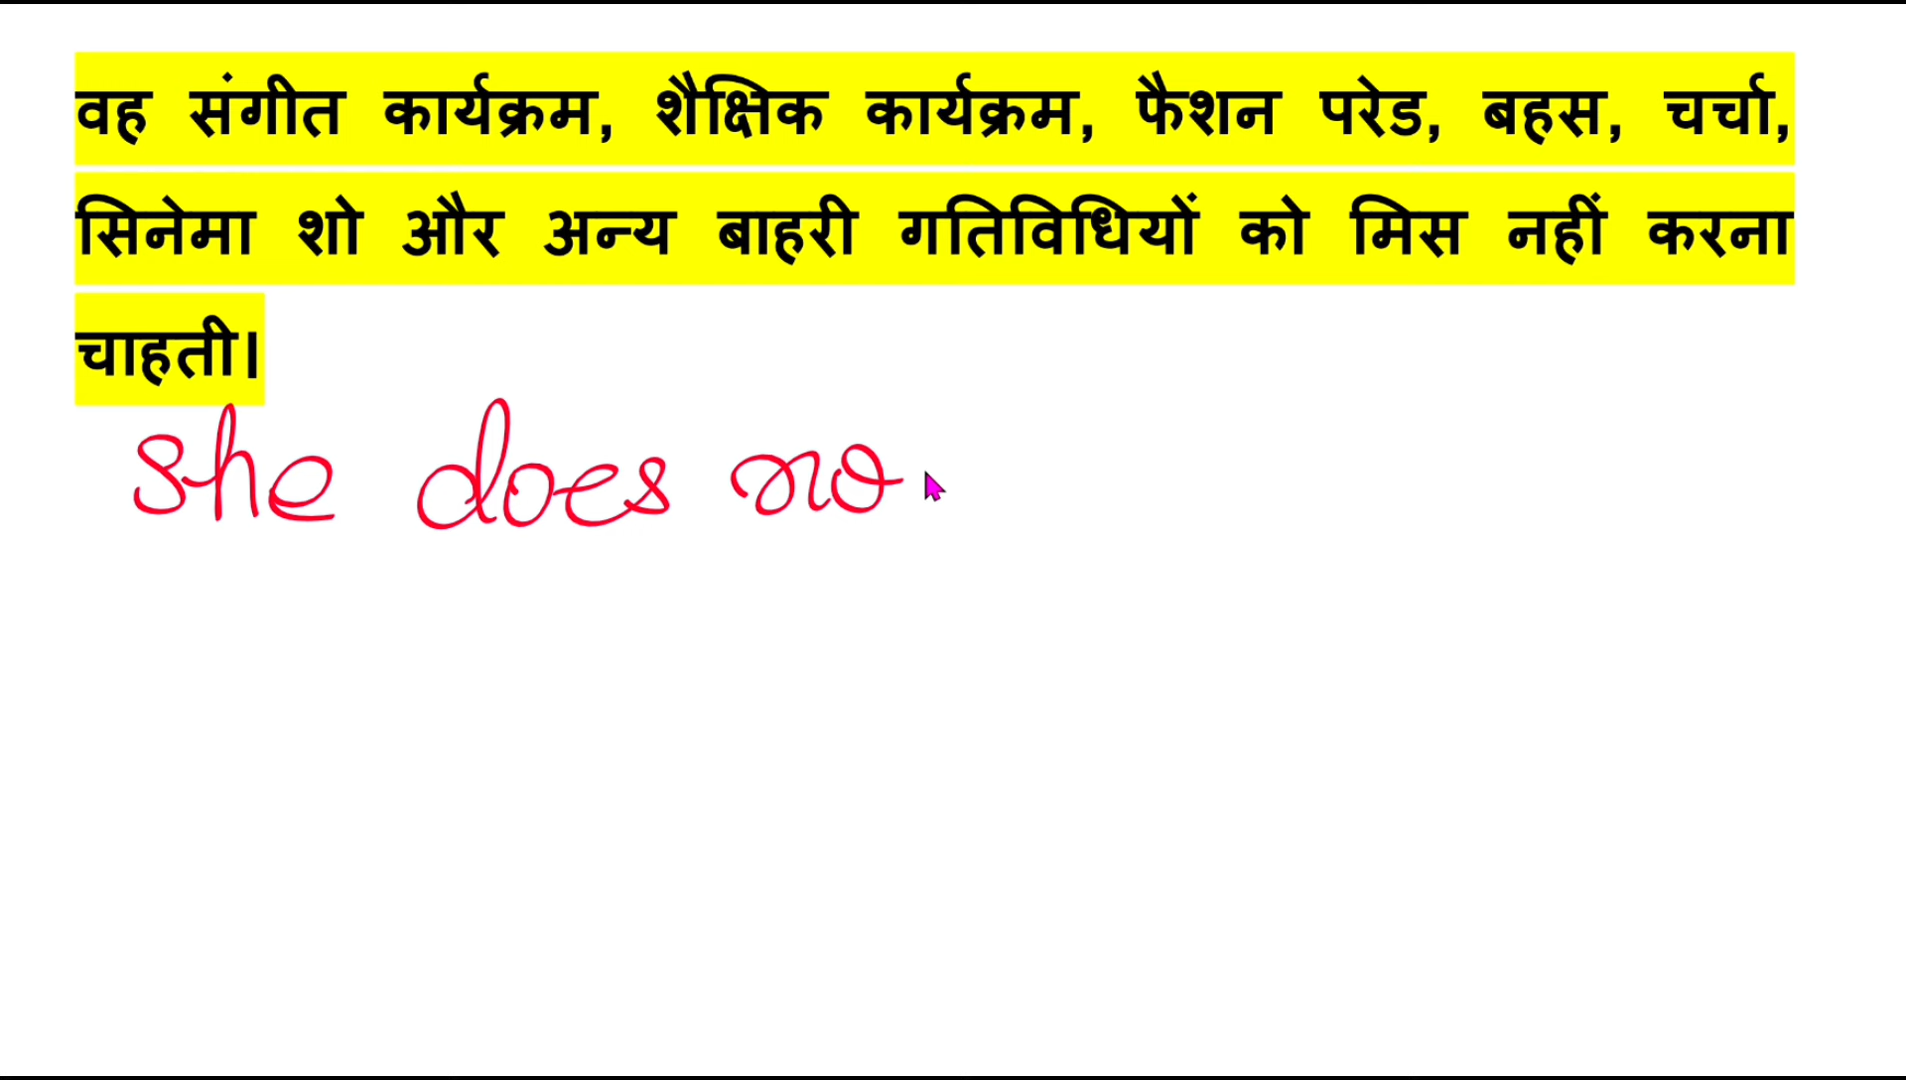 वह संगीत कार्यक्रम, शैक्षिक कार्यक्रम, फैशन परेड, बहस, चर्चा,
सिनेमा शो और अन्य बाहरी गतिविधियों को मिस नहीं करना
चाहती।
She does no